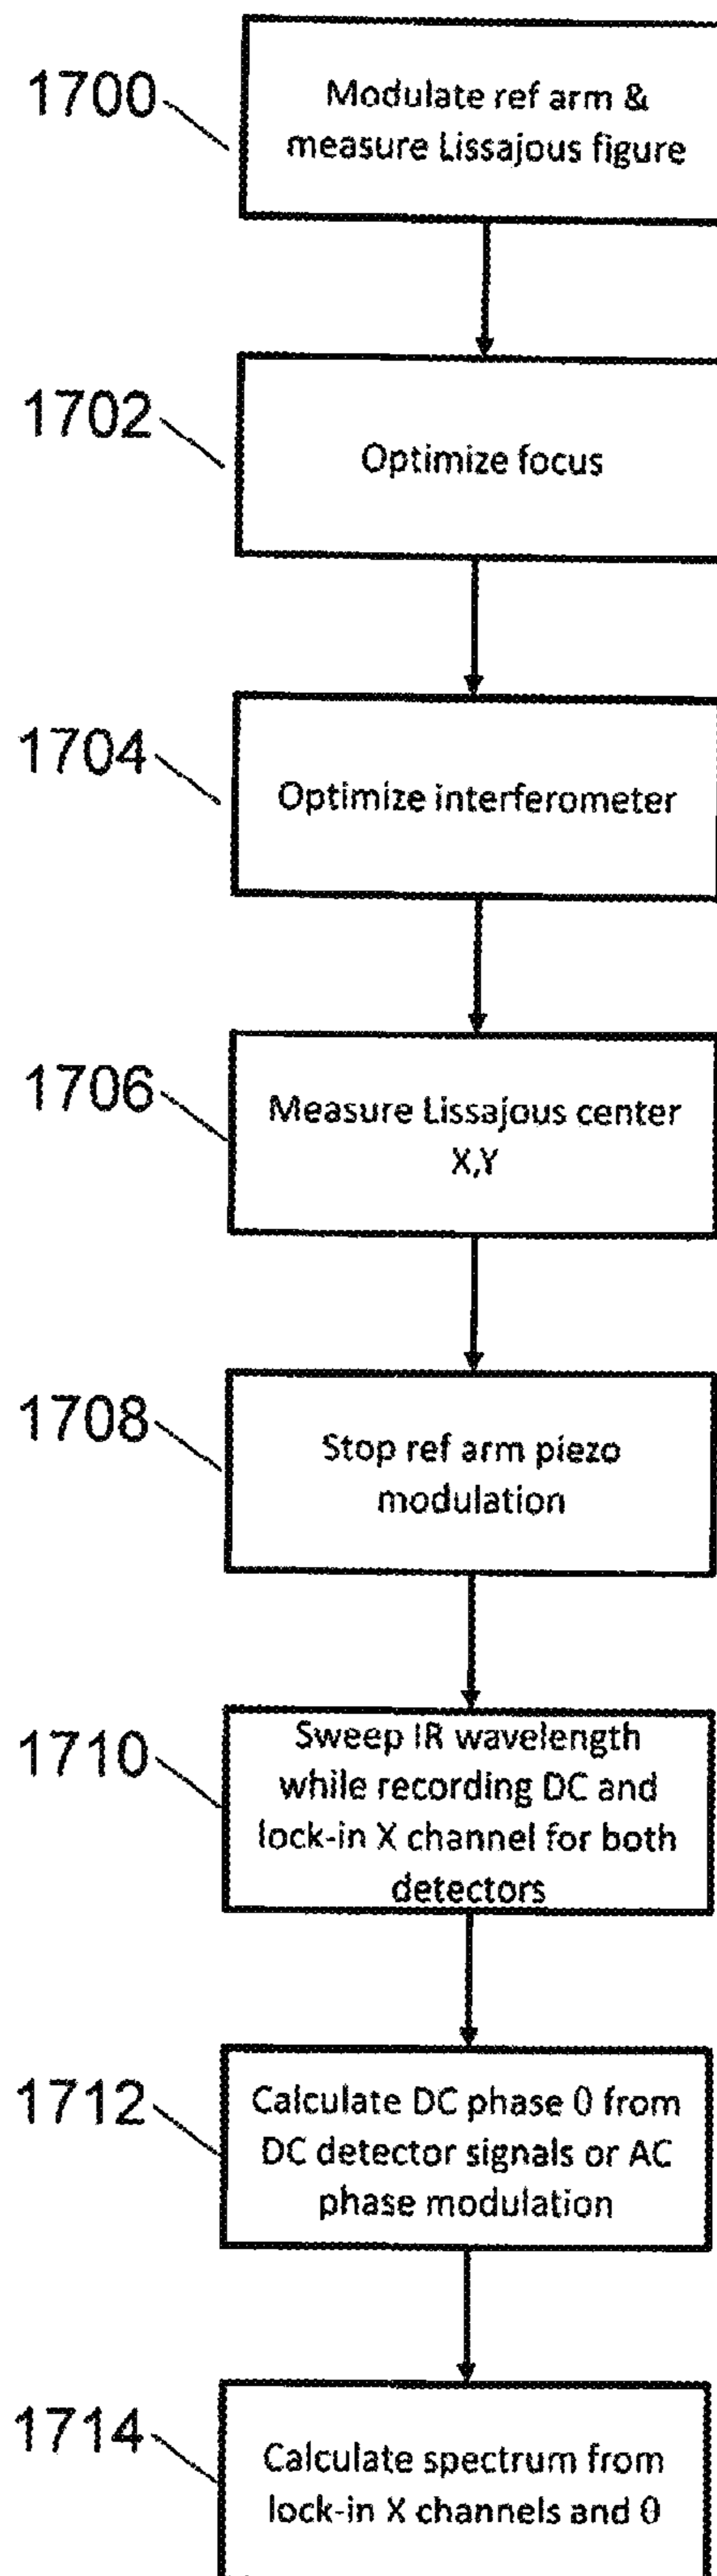 1700
Modulate ref arm &
measure Lissajous figure
1702
Optimize focus
1704
Optimize interferometer
1706
Measure Lissajous center
X,Y
1708
Stop ref arm piezo
modulation
1710
Sweep IR wavelength
while recording DC and
lock-in X channel for both
detectors
1712
Calculate DC phase θ from
DC detector signals or AC
phase modulation
1714
Calculate spectrum from
lock-in X channels and θ